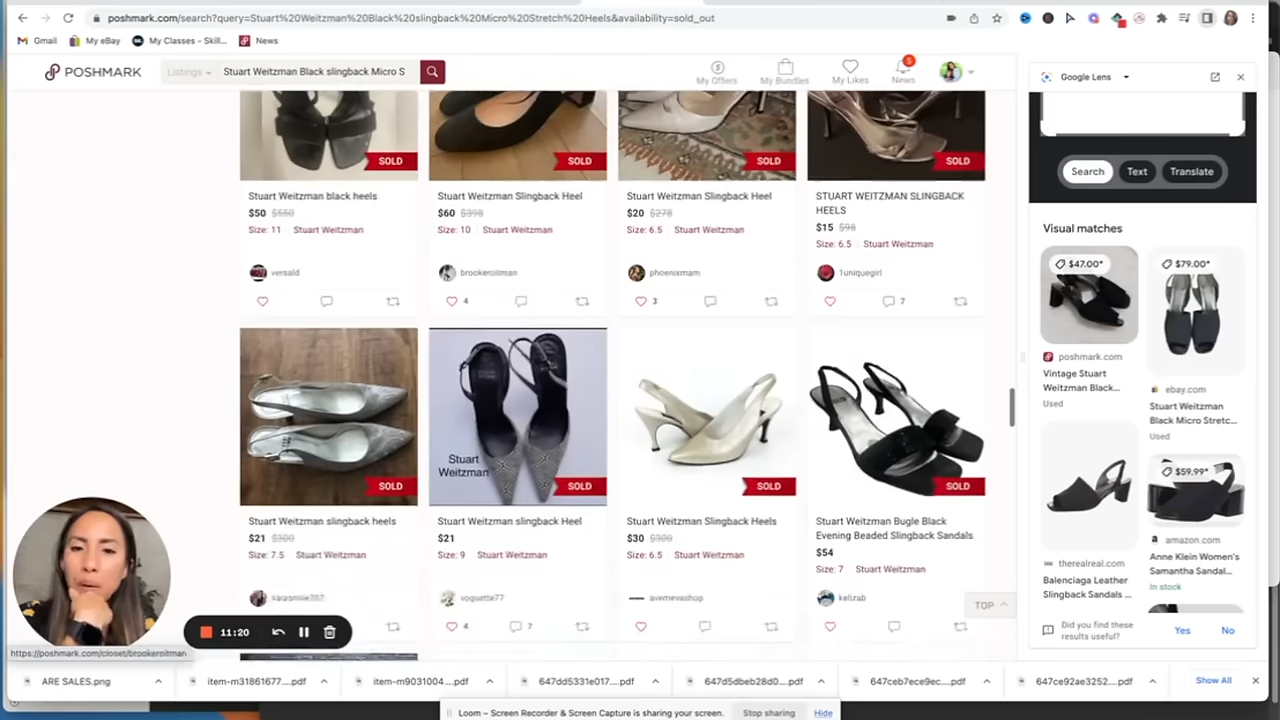 poshmark.com/search?query=Stuart%20Weitzman%20Black%20slingback%20Micro%20Stretch%20Heels&availability=sold_out
Gmail
My eBay
My Classes - Skill...
News
POSHMARK
Listings
Stuart Weitzman Black slingback Micro S
My Offers
My Bundles
My Likes
5
News
Google Lens
Search
Text
Translate
SOLD
SOLD
SOLD
SOLD
Stuart Weitzman black heels
$50 $550
Size: 11 Stuart Weitzman
versald
Stuart Weitzman Slingback Heel
$60 $398
Size: 10 Stuart Weitzman
brookeroitman
4
Stuart Weitzman Slingback Heel
$20 $278
Size: 6.5 Stuart Weitzman
phoenixmam
3
STUART WEITZMAN SLINGBACK
HEELS
$15 $98
Size: 6.5 Stuart Weitzman
1uniquegirl
7
Stuart
Weitzman
SOLD
SOLD
SOLD
SOLD
Stuart Weitzman slingback heels
$21 $300
Size: 7.5 Stuart Weitzman
Stuart Weitzman slingback Heel
$21
Size: 9 Stuart Weitzman
voguette77
4
7
Stuart Weitzman Slingback Heels
$30 $300
Size: 6.5 Stuart Weitzman
avemevashop
Stuart Weitzman Bugle Black
Evening Beaded Slingback Sandals
$54
Size: 7 Stuart Weitzman
kelizab
TOP
Visual matches
$47.00*
poshmark.com
Vintage Stuart
Weitzman Black...
Used
$79.00*
ebay.com
Stuart Weitzman
Black Micro Stretc...
Used
therealreal.com
Balenciaga Leather
Slingback Sandals ...
$59.99*
amazon.com
Anne Klein Women's
Samantha Sandal...
In stock
Did you find these
results useful?
Yes
No
11:20
https://poshmark.com/closet/brookeroitman
ARE SALES.png
item-m31861677....pdf
item-m9031004....pdf
647dd5331e017....pdf
647d5dbeb28d0....pdf
647ceb7ece9ec....pdf
647ce92ae3252....pdf
Show All
Loom – Screen Recorder & Screen Capture is sharing your screen.
Stop sharing
Hide